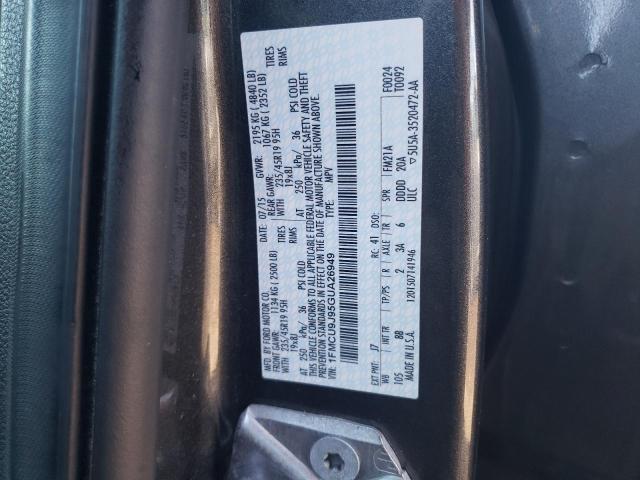 MFD. BY FORD MOTOR CO.
DATE: 07/15 GVWR: 2195 KG ( 4840 LB)
FRONT GAWR: 1134 KG ( 2500 LB) REAR GAWR: 1067 KG ( 2352 LB)
WITH 235/45R19 95H TIRES WITH 235/45R19 95H TIRES
19x8J RIMS 19x8J RIMS
AT 250 kPa/ 36 PSI COLD AT 250 kPa/ 36 PSI COLD
THIS VEHICLE CONFORMS TO ALL APPLICABLE FEDERAL MOTOR VEHICLE SAFETY AND THEFT
PREVENTION STANDARDS IN EFFECT ON THE DATE OF MANUFACTURE SHOWN ABOVE.
VIN: 1FMCU9J95GUA26949 TYPE: MPV
EXT PNT: J7 RC: 41 DSO: FM21A F0024
T0092
WB INT TR TP/PS R AXLE TR SPR
105 BB 2 3A 6 DDDD 20A
MADE IN U.S.A. 1201507141946 ULC ▽5U5A-3520472-AA